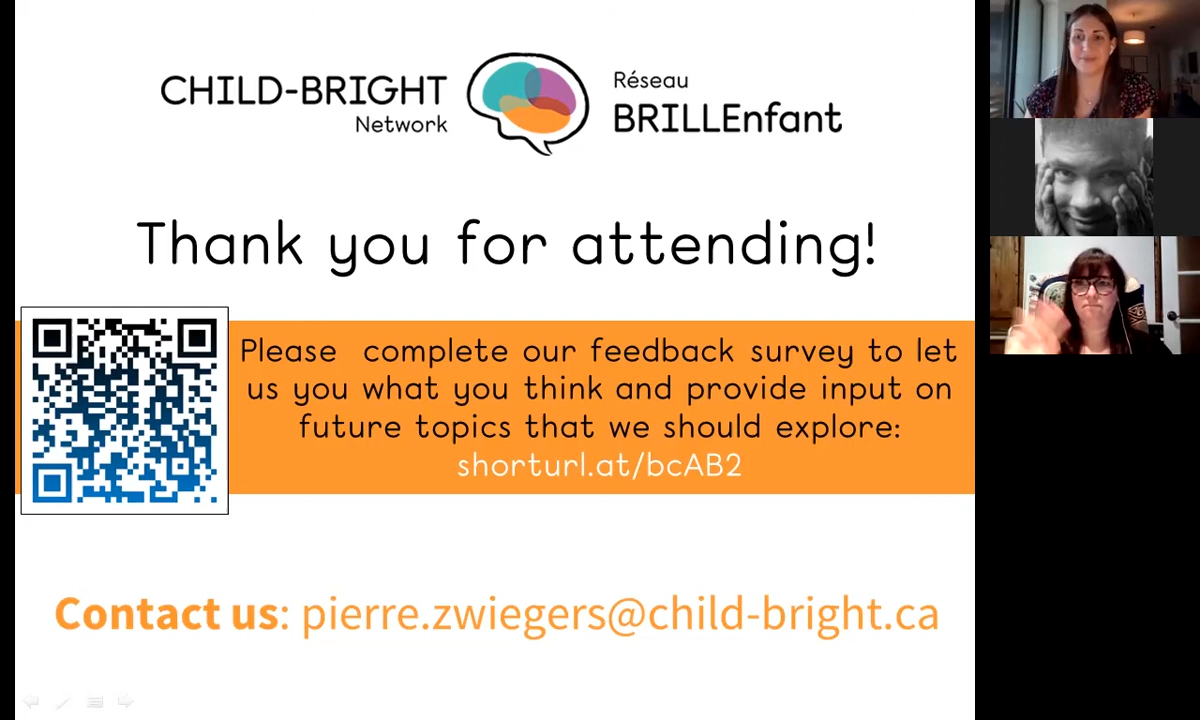 CHILD-BRIGHT
Network
Réseau
BRILLEnfant
Thank you for attending!
Please complete our feedback survey to let
us you what you think and provide input on
future topics that we should explore:
shorturl.at/bcAB2
Contact us: pierre.zwiegers@child-bright.ca